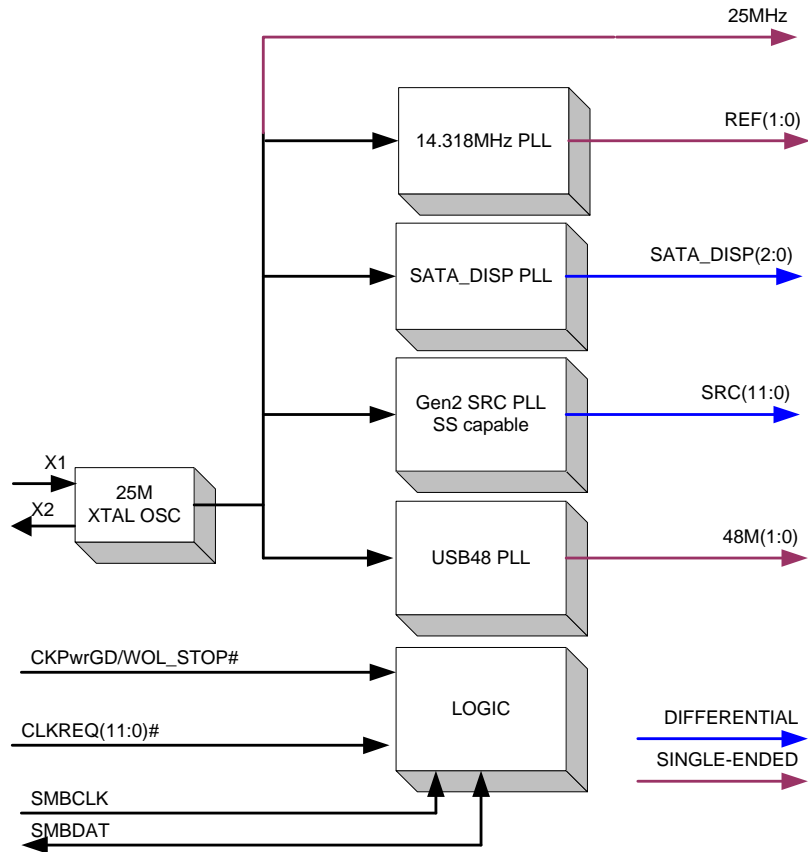 25MHz
14.318MHz PLL
REF(1:0)
SATA_DISP PLL
SATA_DISP(2:0)
Gen2 SRC PLL
SS capable
SRC(11:0)
X1
X2
25M
XTAL OSC
USB48 PLL
48M(1:0)
CKPwrGD/WOL_STOP#
CLKREQ(11:0)#
LOGIC
SMBCLK
SMBDAT
DIFFERENTIAL
SINGLE-ENDED